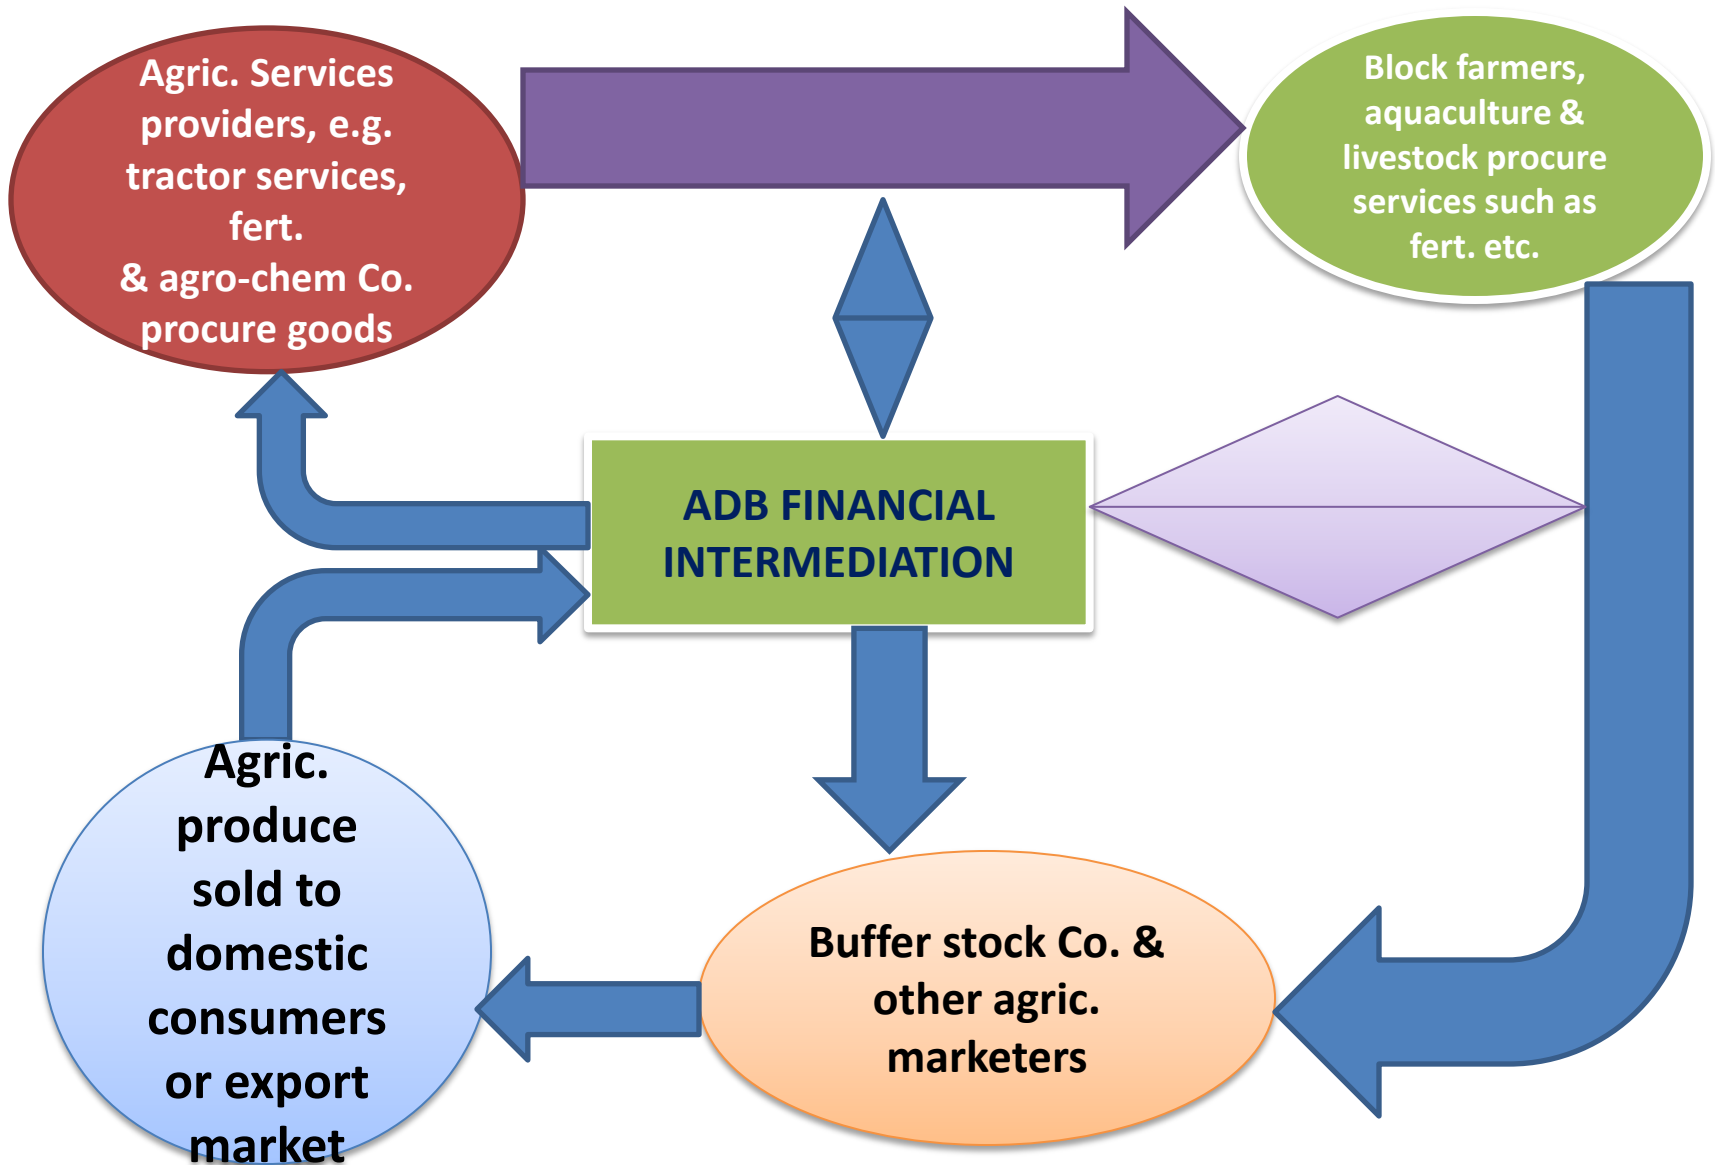 Agric. Services
providers, e.g.
tractor services,
fert.
& agro-chem Co.
procure goods
Block farmers,
aquaculture &
livestock procure
services such as
fert. etc.
ADB FINANCIAL
INTERMEDIATION
Agric.
produce
sold to
domestic
consumers
or export
market
Buffer stock Co. &
other agric.
marketers